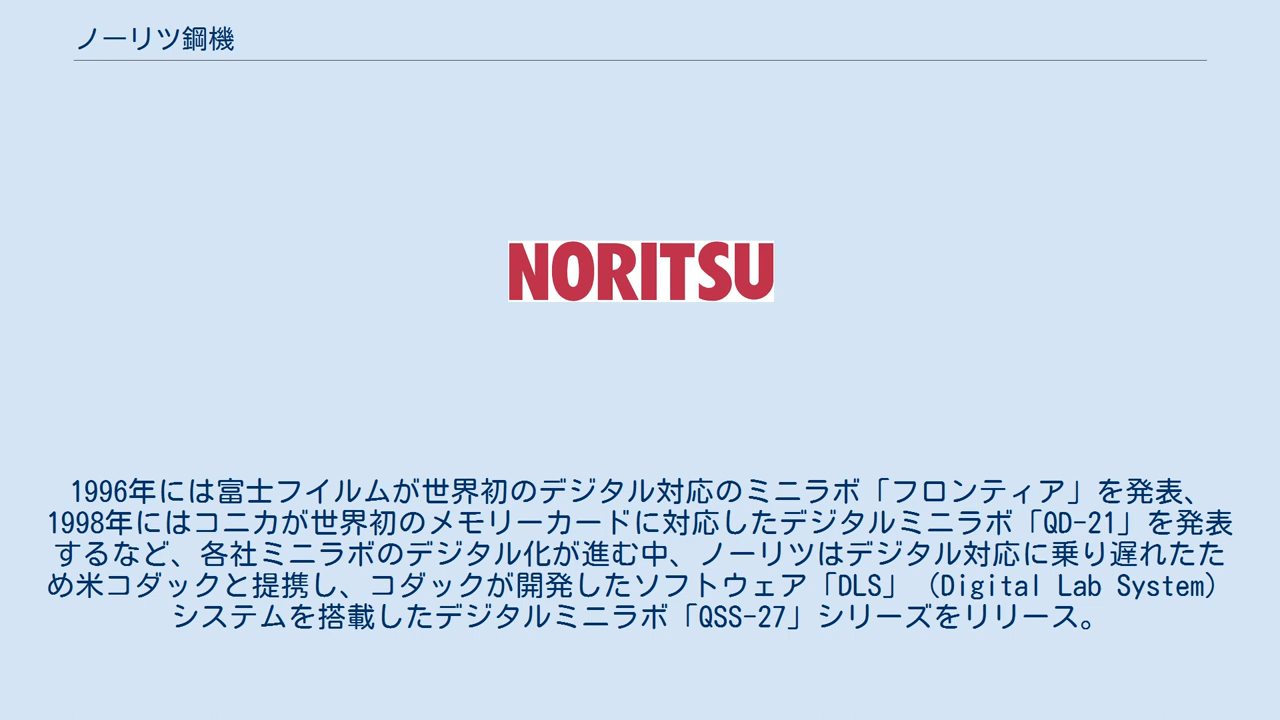 ノーリツ鋼機
NORITSU
1996年には富士フイルムが世界初のデジタル対応のミニラボ「フロンティア」を発表、
1998年にはコニカが世界初のメモリーカードに対応したデジタルミニラボ「QD-21」を発表
するなど、各社ミニラボのデジタル化が進む中、ノーリツはデジタル対応に乗り遅れたた
め米コダックと提携し、コダックが開発したソフトウェア「DLS」（Digital Lab System）
システムを搭載したデジタルミニラボ「QSS-27」シリーズをリリース。